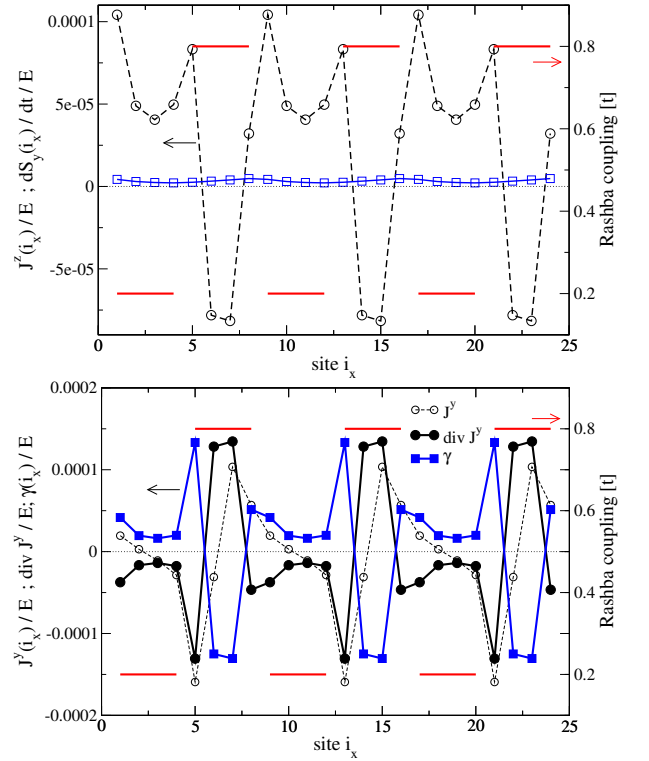 0.0001
5e-05
0
-5e-05
J^z(i_x) / E ; dS_y(i_x) / dt / E
0.8
0.6
0.4
0.2
Rashba coupling [t]
0 5 10 15 20 25
site i_x
0.0002
0.0001
0
-0.0001
-0.0002
J^y(i_x) / E ; div J^y / E; γ(i_x) / E
J^y
div J^y
γ
0.8
0.6
0.4
0.2
Rashba coupling [t]
0 5 10 15 20 25
site i_x